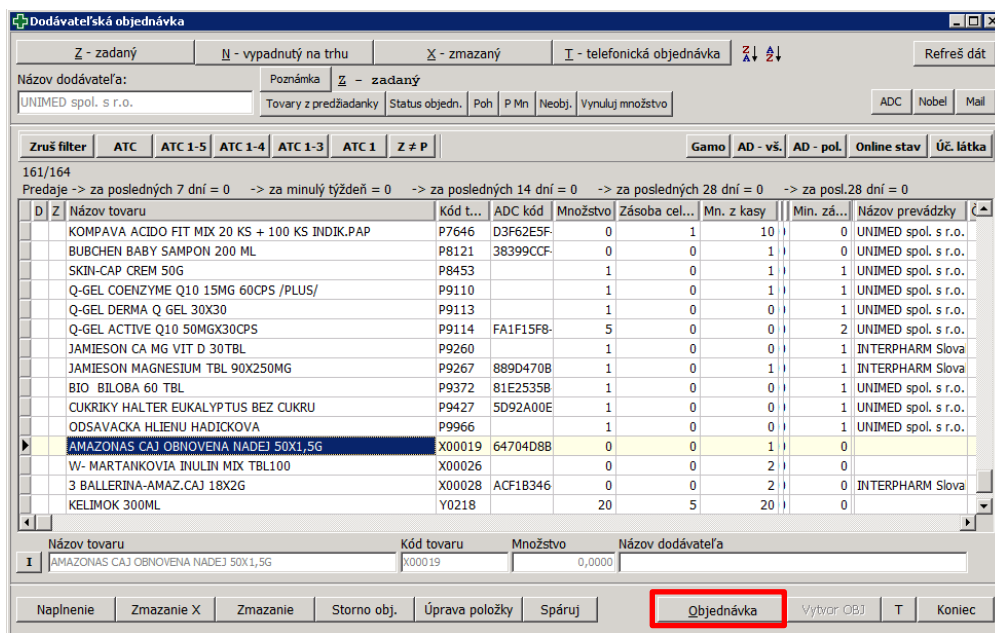 Dodávateľská objednávka
Z - zadaný N - vypadnutý na trhu X - zmazaný T - telefonická objednávka Refreš dát
Názov dodávateľa: Poznámka Z - zadaný
UNIMED spol. s r.o. Tovary z predžiadanky Status objedn. Poh P Mn Neobj. Vynuluj množstvo ADC Nobel Mail
Zruš filter ATC ATC 1-5 ATC 1-4 ATC 1-3 ATC 1 Z ≠ P Gamo AD - vš. AD - pol. Online stav Úč. látka
161/164
Predaje -> za posledných 7 dní = 0 -> za minulý týždeň = 0 -> za posledných 14 dní = 0 -> za posledných 28 dní = 0 -> za posl.28 dní = 0
D Z Názov tovaru Kód t... ADC kód Množstvo Zásoba cel... Mn. z kasy Min. zá... Názov prevádzky
KOMPAVA ACIDO FIT MIX 20 KS + 100 KS INDIK.PAP P7646 D3F62E5F- 0 1 10 0 UNIMED spol. s r.o.
BUBCHEN BABY SAMPON 200 ML P8121 38399CCF- 0 0 1 0 UNIMED spol. s r.o.
SKIN-CAP CREM 50G P8453 1 0 1 1 UNIMED spol. s r.o.
Q-GEL COENZYME Q10 15MG 60CPS /PLUS/ P9110 1 0 1 1 UNIMED spol. s r.o.
Q-GEL DERMA Q GEL 30X30 P9113 1 0 0 1 UNIMED spol. s r.o.
Q-GEL ACTIVE Q10 50MGX30CPS P9114 FA1F15F8- 5 0 0 2 UNIMED spol. s r.o.
JAMIESON CA MG VIT D 30TBL P9260 1 0 0 1 INTERPHARM Slova
JAMIESON MAGNESIUM TBL 90X250MG P9267 889D470B 1 0 1 1 INTERPHARM Slova
BIO BILOBA 60 TBL P9372 81E2535B 1 0 0 1 UNIMED spol. s r.o.
CUKRIKY HALTER EUKALYPTUS BEZ CUKRU P9427 5D92A00E 1 0 0 1 UNIMED spol. s r.o.
ODSAVACKA HLIENU HADICKOVA P9966 1 0 0 1 UNIMED spol. s r.o.
AMAZONAS CAJ OBNOVENA NADEJ 50X1,5G X00019 64704D8B 0 0 1 0
W- MARTANKOVIA INULIN MIX TBL100 X00026 0 0 2 0
3 BALLERINA-AMAZ.CAJ 18X2G X00028 ACF1B346 0 0 2 0 INTERPHARM Slova
KELIMOK 300ML Y0218 20 5 20 0
Názov tovaru Kód tovaru Množstvo Názov dodávateľa
I AMAZONAS CAJ OBNOVENA NADEJ 50X1,5G X00019 0,0000
Naplnenie Zmazanie X Zmazanie Storno obj. Úprava položky Spáruj Objednávka Vytvor OBJ T Koniec